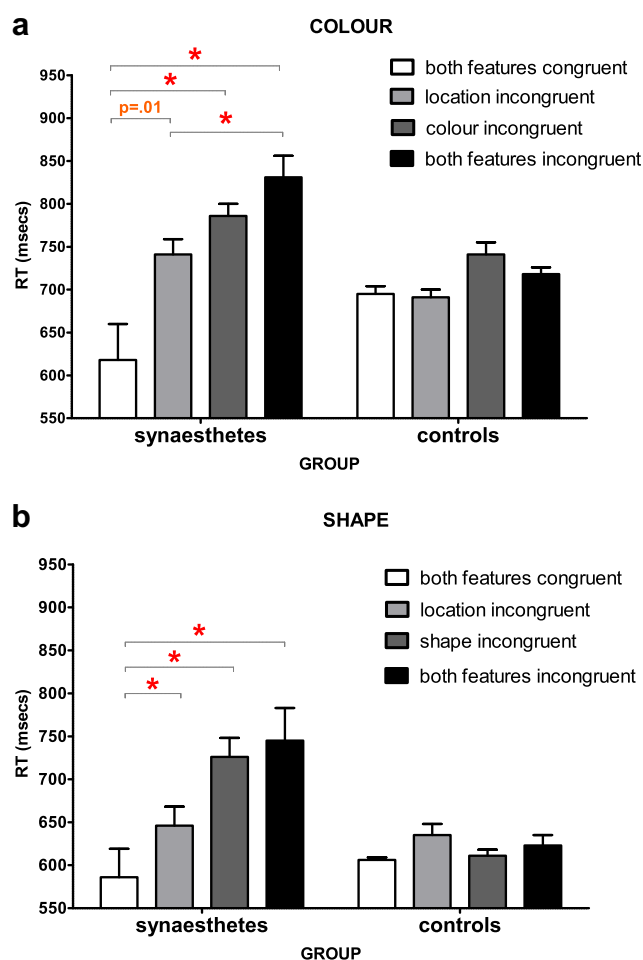 a
COLOUR
950
900
850
800
750
700
650
600
550
RT (msecs)
*
*
p=.01
*
both features congruent
location incongruent
colour incongruent
both features incongruent
synaesthetes
controls
GROUP
b
SHAPE
950
900
850
800
750
700
650
600
550
RT (msecs)
*
*
*
both features congruent
location incongruent
shape incongruent
both features incongruent
synaesthetes
controls
GROUP